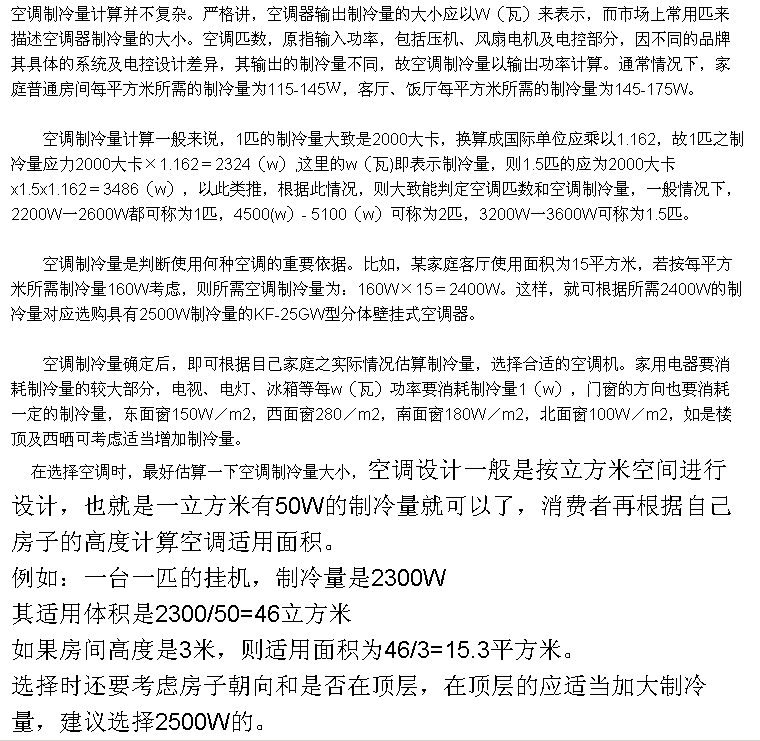 空调制冷量计算并不复杂。严格讲，空调器输出制冷量的大小应以W（瓦）来表示，而市场上常用匹来
描述空调器制冷量的大小。空调匹数，原指输入功率，包括压机、风扇电机及电控部分，因不同的品牌
其具体的系统及电控设计差异，其输出的制冷量不同，故空调制冷量以输出功率计算。通常情况下，家
庭普通房间每平方米所需的制冷量为115-145W，客厅、饭厅每平方米所需的制冷量为145-175W。
空调制冷量计算一般来说，1匹的制冷量大致是2000大卡，换算成国际单位应乘以1.162，故1匹之制
冷量应力2000大卡×1.162＝2324（w）,这里的w（瓦)即表示制冷量，则1.5匹的应为2000大卡
x1.5x1.162＝3486（w），以此类推，根据此情况，则大致能判定空调匹数和空调制冷量，一般情况下，
2200W一2600W都可称为1匹，4500(w）- 5100（w）可称为2匹，3200W一3600W可称为1.5匹。
空调制冷量是判断使用何种空调的重要依据。比如，某家庭客厅使用面积为15平方米，若按每平方
米所需制冷量160W考虑，则所需空调制冷量为：160W×15＝2400W。这样，就可根据所需2400W的制
冷量对应选购具有2500W制冷量的KF-25GW型分体壁挂式空调器。
空调制冷量确定后，即可根据自己家庭之实际情况估算制冷量，选择合适的空调机。家用电器要消
耗制冷量的较大部分，电视、电灯、冰箱等每w（瓦）功率要消耗制冷量1（w），门窗的方向也要消耗
一定的制冷量，东面窗150W／m2，西面窗280／m2，南面窗180W／m2，北面窗100W／m2，如是楼
顶及西晒可考虑适当增加制冷量。
在选择空调时，最好估算一下空调制冷量大小，空调设计一般是按立方米空间进行
设计，也就是一立方米有50W的制冷量就可以了，消费者再根据自己
房子的高度计算空调适用面积。
例如：一台一匹的挂机，制冷量是2300W
其适用体积是2300/50=46立方米
如果房间高度是3米，则适用面积为46/3=15.3平方米。
选择时还要考虑房子朝向和是否在顶层，在顶层的应适当加大制冷
量，建议选择2500W的。